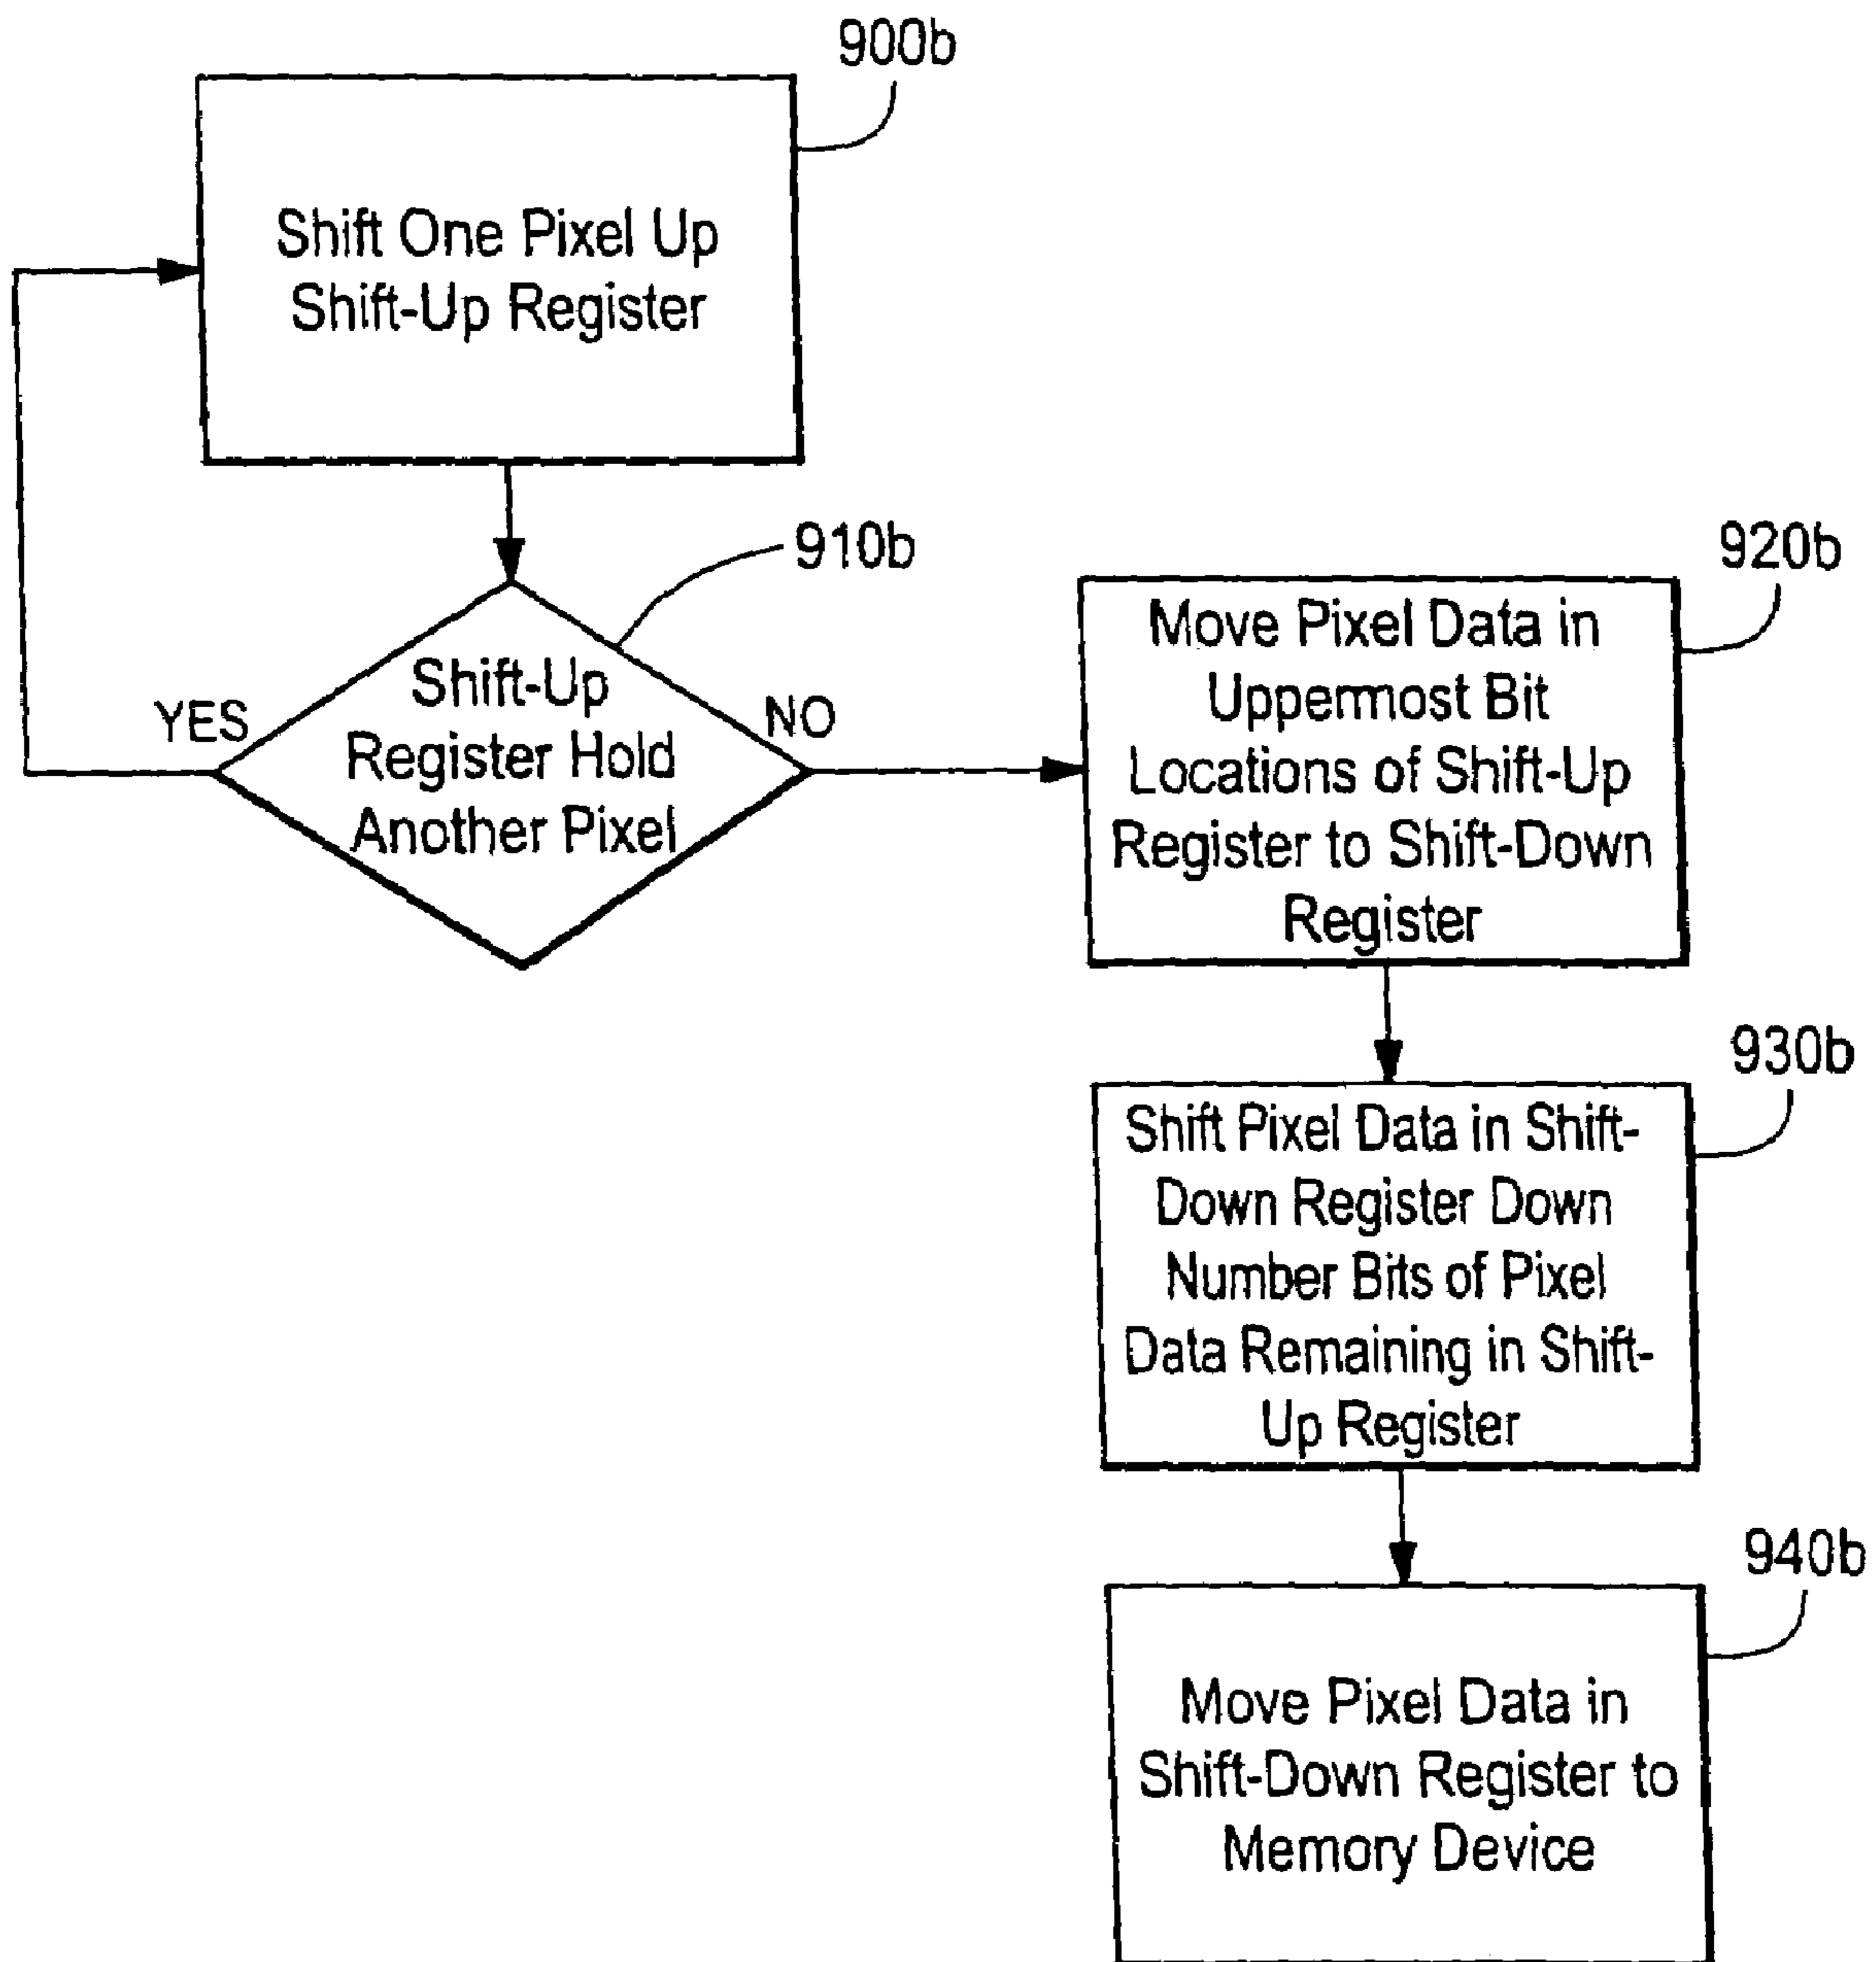 900b
Shift One Pixel Up
Shift-Up Register
910b
Shift-Up
Register Hold
Another Pixel
YES
NO
920b
Move Pixel Data in
Uppermost Bit
Locations of Shift-Up
Register to Shift-Down
Register
930b
Shift Pixel Data in Shift-
Down Register Down
Number Bits of Pixel
Data Remaining in Shift-
Up Register
940b
Move Pixel Data in
Shift-Down Register to
Memory Device